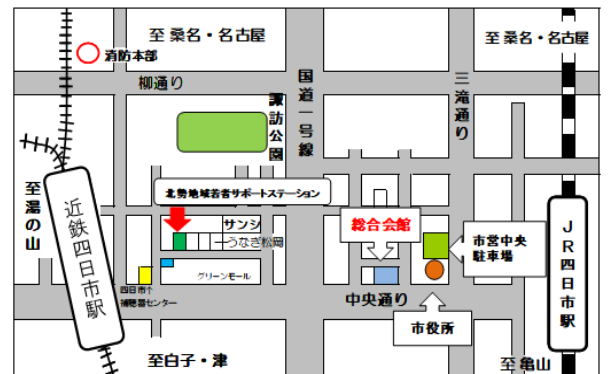 至 桑名・名古屋
至 桑名・名古屋
消防本部
柳通り
国道一号線
三滝通り
諏訪公園
至湯の山
北勢地域若者サポートステーション
近鉄四日市駅
サンシ
うなぎ松岡
総合会館
市営中央
駐車場
JR四日市駅
グリーンモール
四日市
補聴器センター
中央通り
市役所
至白子・津
至 亀山